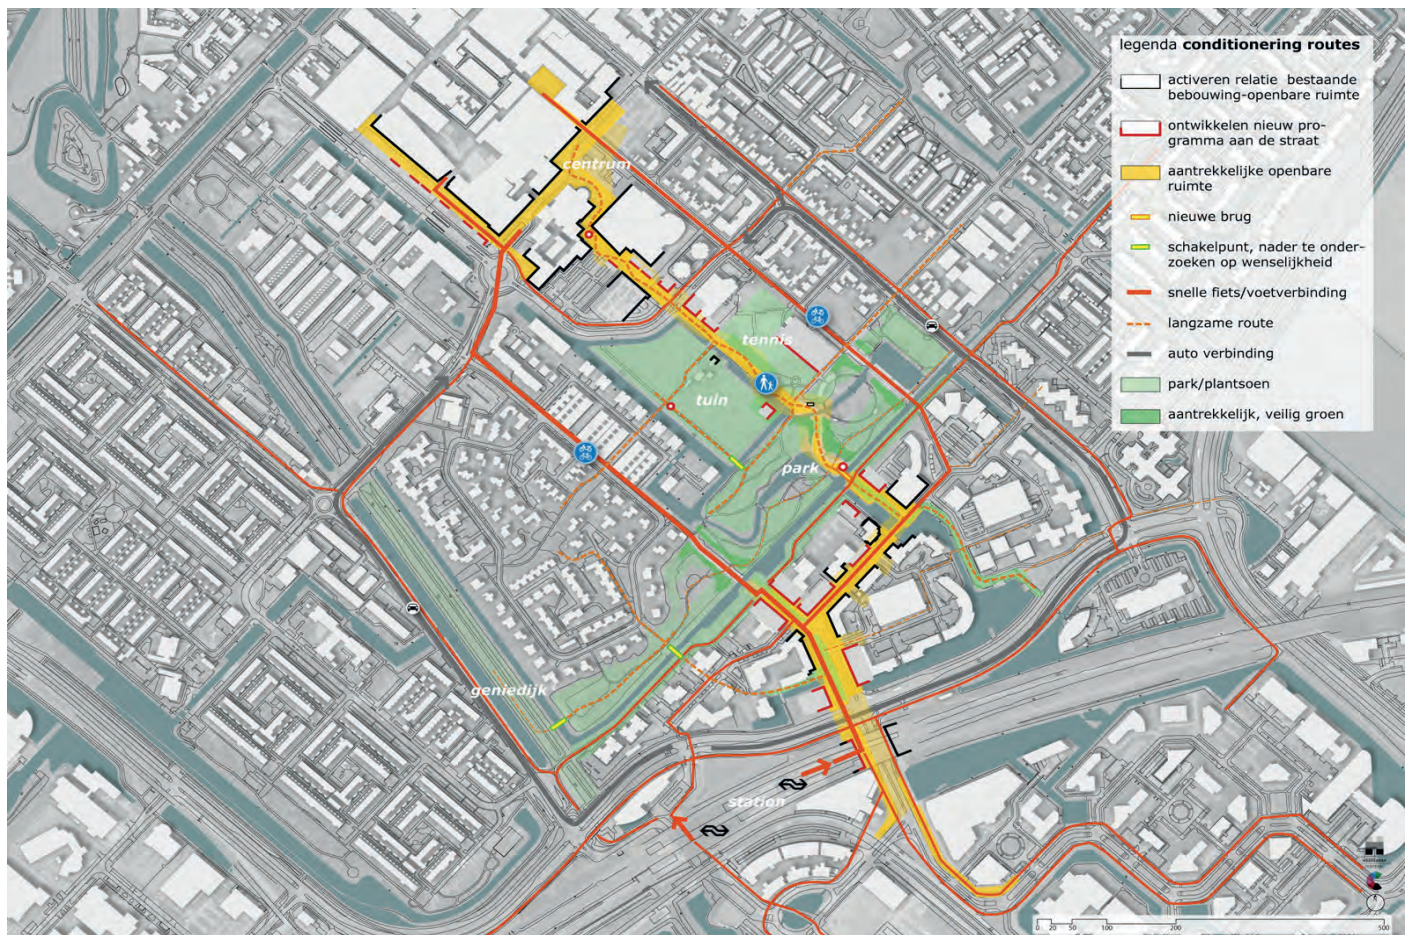 legenda conditionering routes
activeren relatie bestaande
bebouwing-openbare ruimte
ontwikkelen nieuw pro-
gramma aan de straat
aantrekkelijke openbare
ruimte
nieuwe brug
schakelpunt, nader te onder-
zoeken op wenselijkheid
snelle fiets/voetverbinding
langzame route
auto verbinding
park/plantsoen
aantrekkelijk, veilig groen
centrum
tennis
tuin
park
geniedijk
station
0 20 50 100 200 500